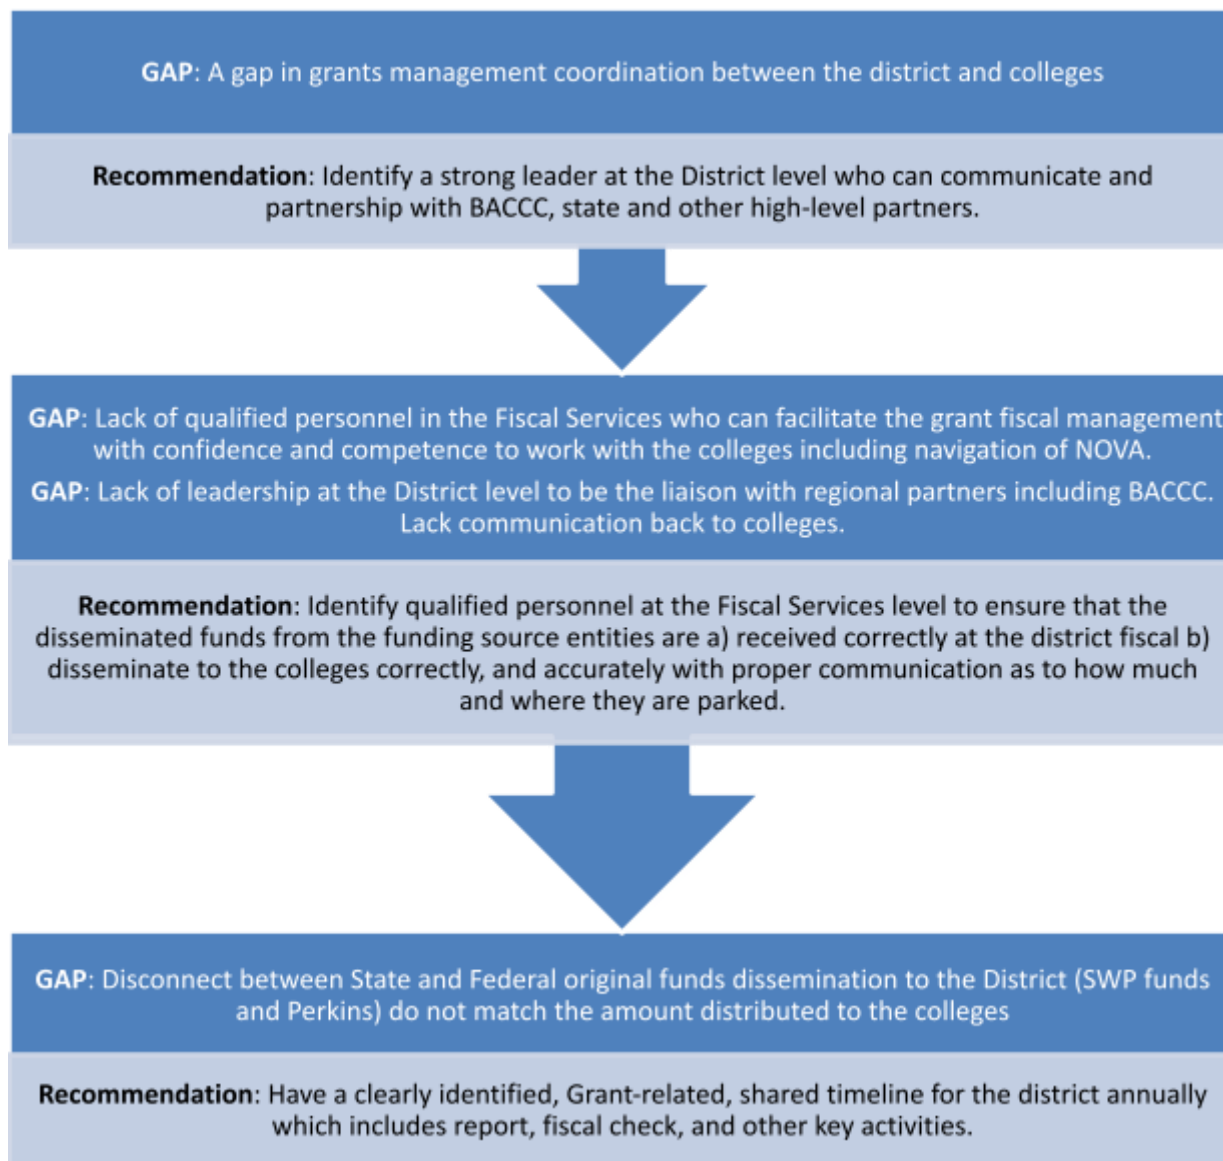 GAP: A gap in grants management coordination between the district and colleges
Recommendation: Identify a strong leader at the District level who can communicate and
partnership with BACCC, state and other high-level partners.
GAP: Lack of qualified personnel in the Fiscal Services who can facilitate the grant fiscal management
with confidence and competence to work with the colleges including navigation of NOVA.
GAP: Lack of leadership at the District level to be the liaison with regional partners including BACCC.
Lack communication back to colleges.
Recommendation: Identify qualified personnel at the Fiscal Services level to ensure that the
disseminated funds from the funding source entities are a) received correctly at the district fiscal b)
disseminate to the colleges correctly, and accurately with proper communication as to how much
and where they are parked.
GAP: Disconnect between State and Federal original funds dissemination to the District (SWP funds
and Perkins) do not match the amount distributed to the colleges
Recommendation: Have a clearly identified, Grant-related, shared timeline for the district annually
which includes report, fiscal check, and other key activities.